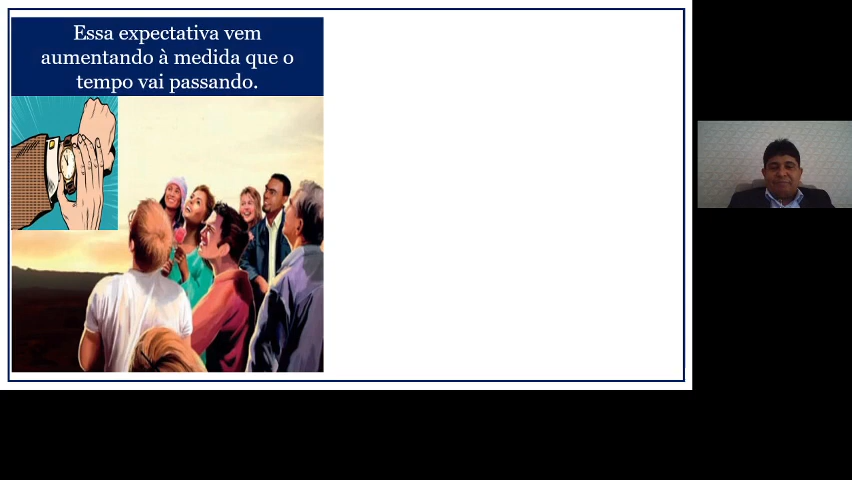 Essa expectativa vem
aumentando à medida que o
tempo vai passando.